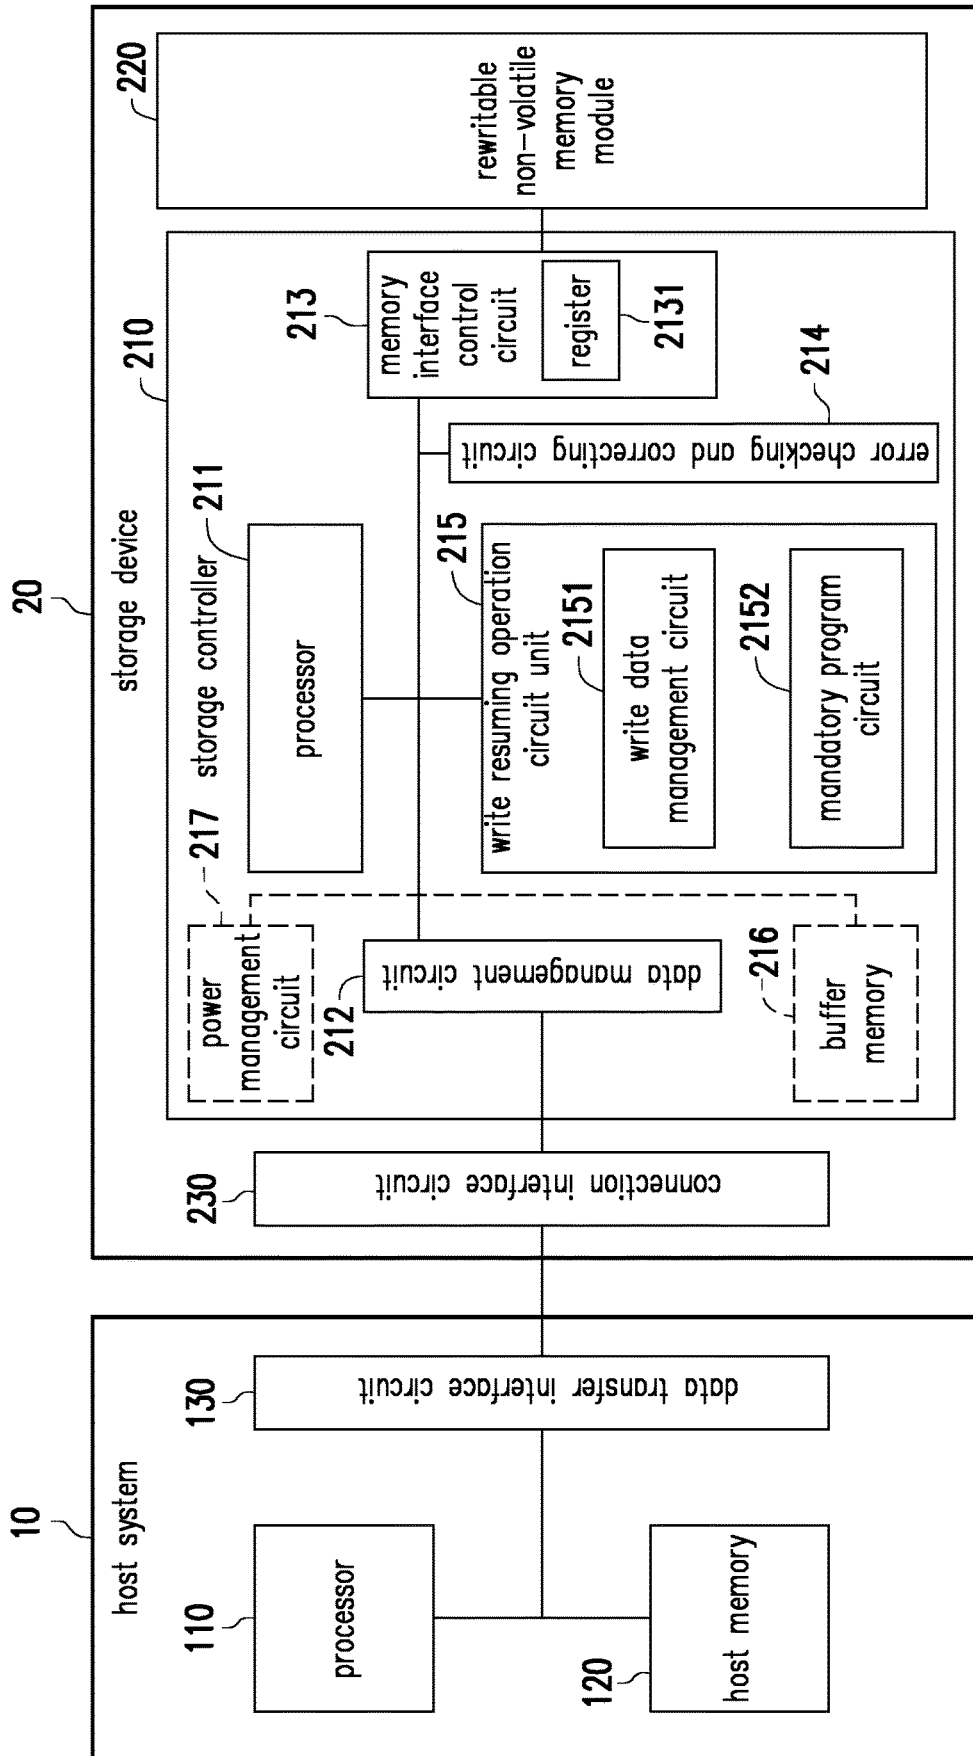 10
host system
110
processor
120
host memory
130
data transfer interface circuit
20
storage device
230
connection interface circuit
210
storage controller
217
power
management
circuit
212
data management circuit
216
buffer
memory
211
processor
215
write resuming operation
circuit unit
2151
write data
management circuit
2152
mandatory program
circuit
213
memory
interface
control
circuit
register
2131
214
error checking and correcting circuit
220
rewritable
non-volatile
memory
module